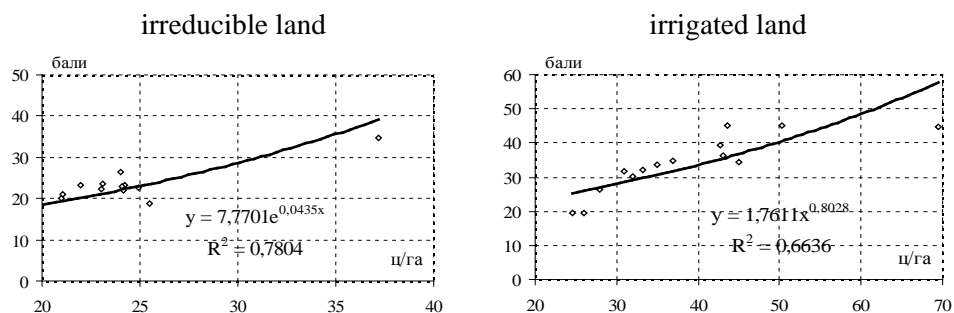 irreducible land
бали
50
40
30
20
10
0
y = 7,7701e^0,0435x
R² = 0,7804
ц/га
20 25 30 35 40
irrigated land
бали
60
50
40
30
20
10
0
y = 1,7611x^0,8028
R² = 0,6636
ц/га
20 30 40 50 60 70